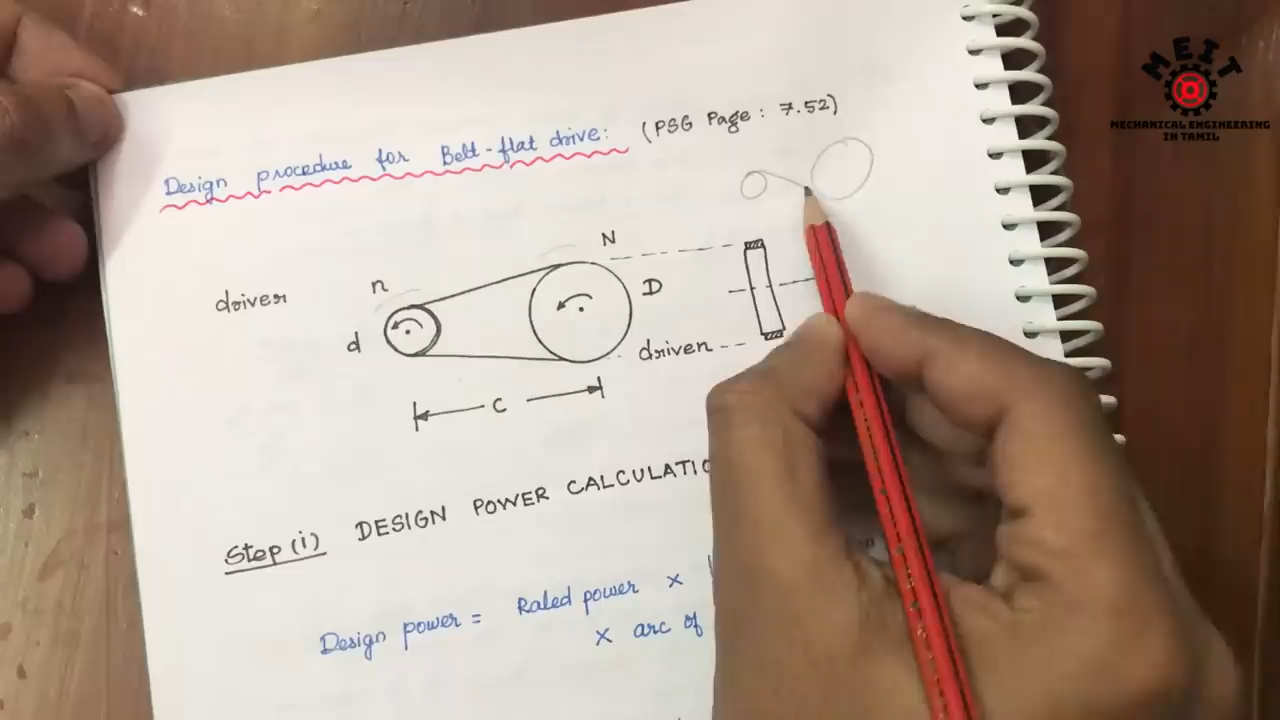 Design procedure for Belt-flat drive: (PSG Page: 7.52)
N
n
driver
D
d
driven
C
Step (i) DESIGN POWER
Design power = Rated power ×
× arc of
MEIT
MECHANICAL ENGINEERING
IN TAMIL